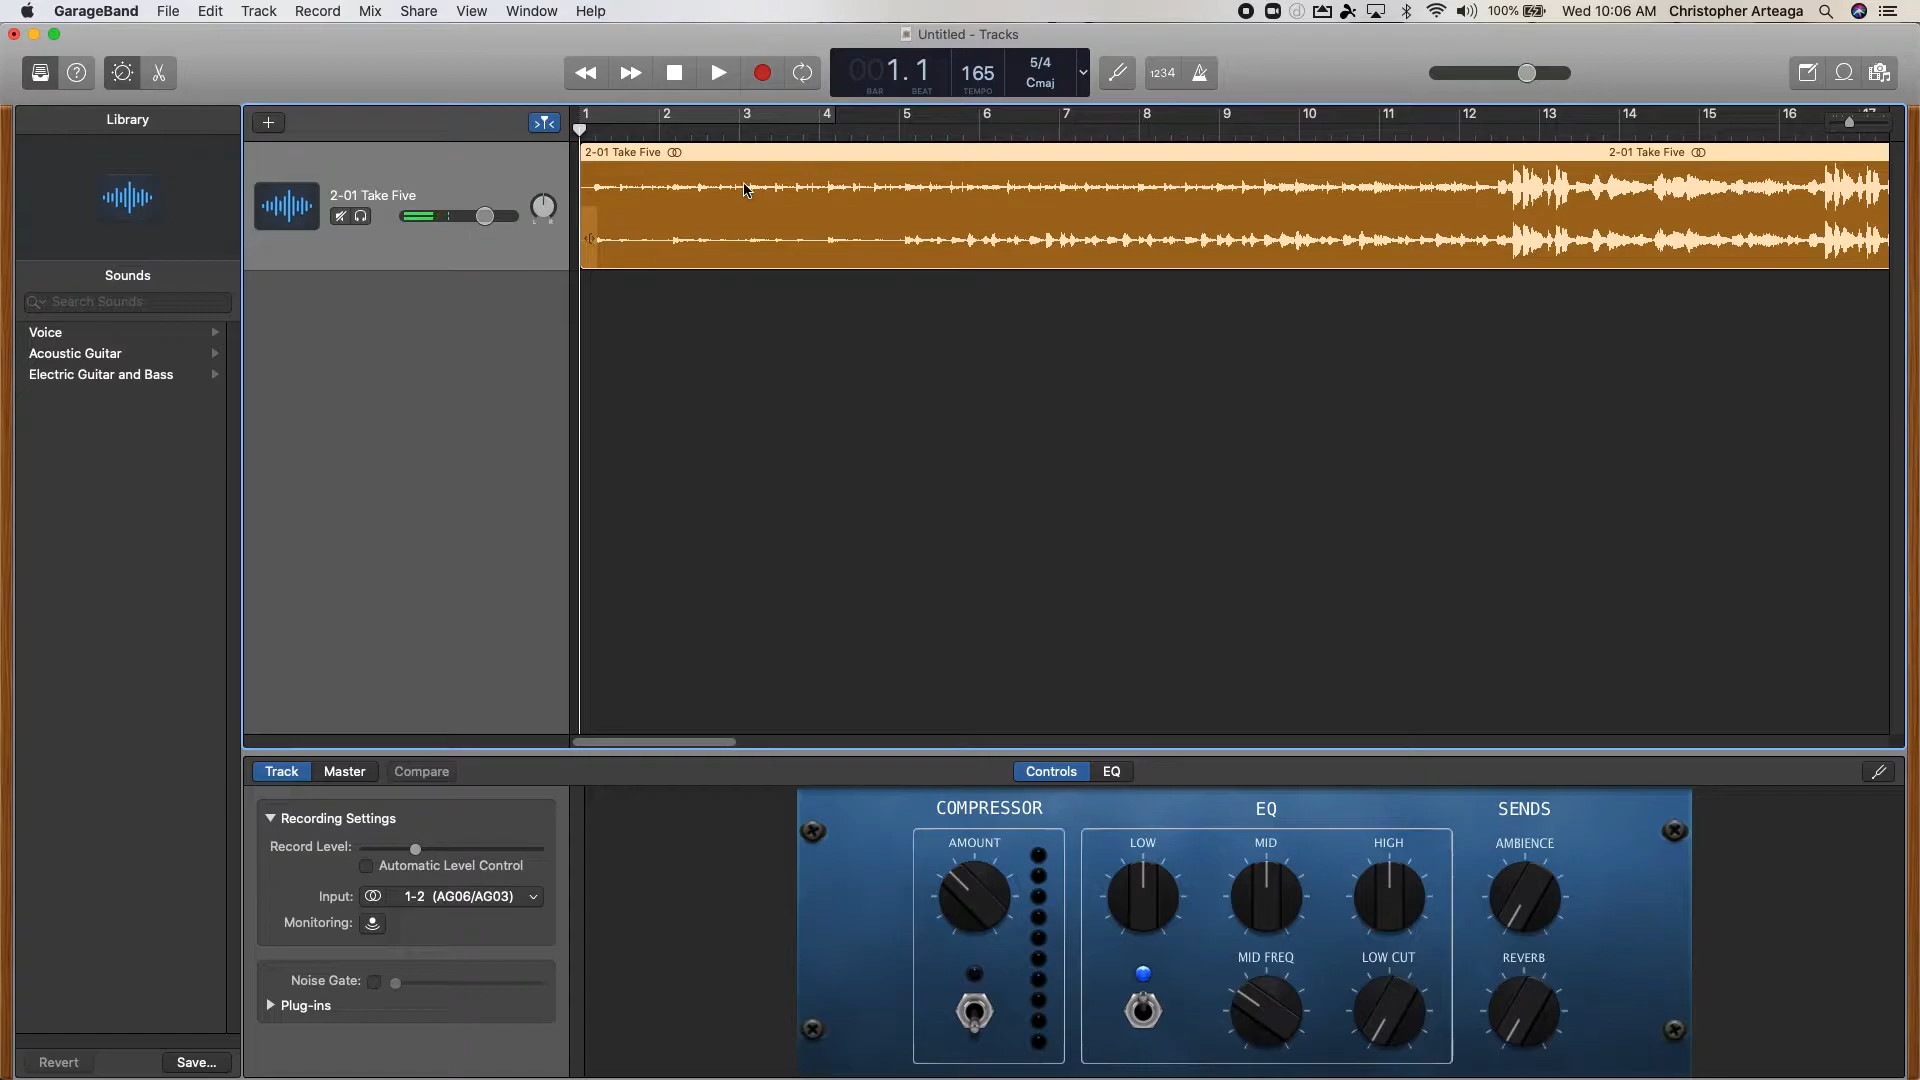 GarageBand File Edit Track Record Mix Share View Window Help
100% Wed 10:06 AM Christopher Arteaga
Untitled - Tracks
001.1 165 5/4
Cmaj
BAR BEAT TEMPO
1234
Library
1 2 3 4 5 6 7 8 9 10 11 12 13 14 15 16 17
2-01 Take Five 2-01 Take Five
2-01 Take Five
L R
Sounds
Search Sounds
Voice
Acoustic Guitar
Electric Guitar and Bass
Track Master Compare Controls EQ
Recording Settings
Record Level:
Automatic Level Control
Input: 1-2 (AG06/AG03)
Monitoring:
Noise Gate:
Plug-ins
COMPRESSOR EQ SENDS
AMOUNT LOW MID HIGH AMBIENCE
MID FREQ LOW CUT REVERB
Revert Save...